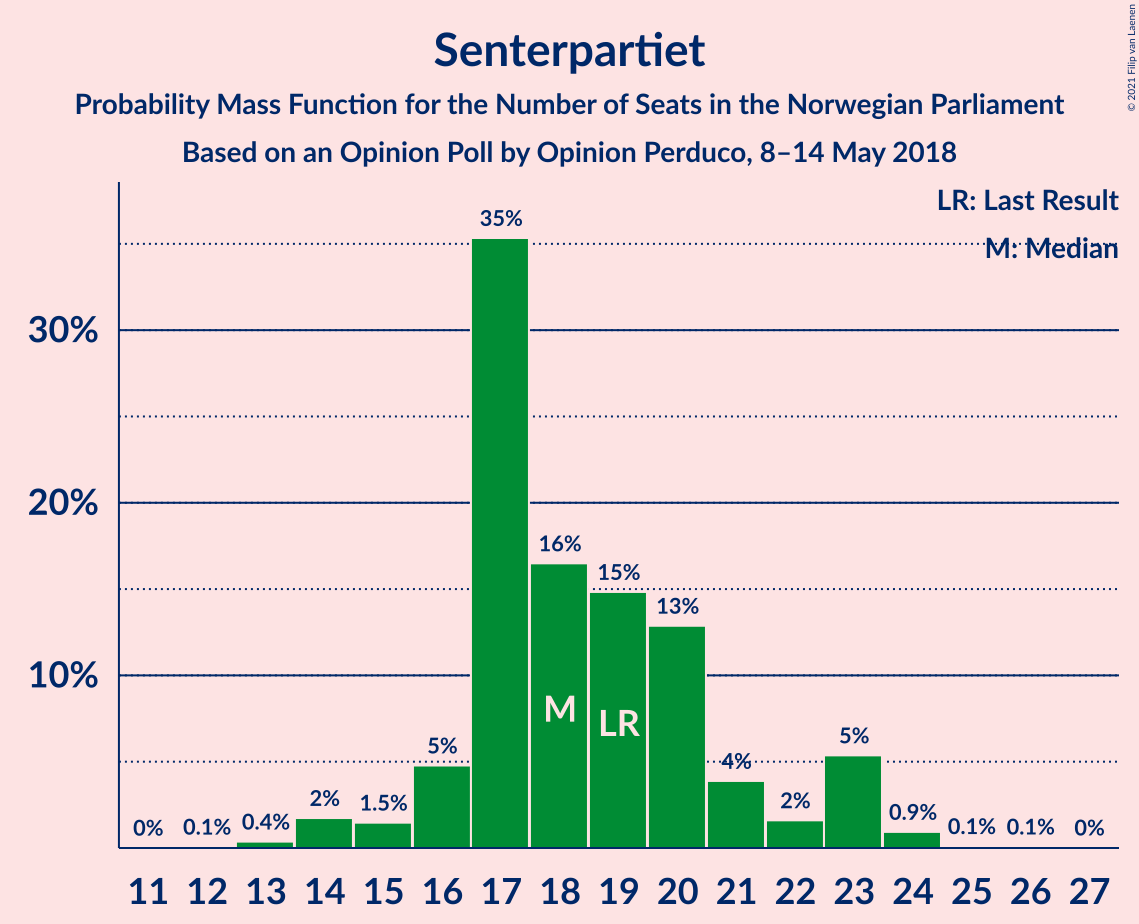 © 2021 Filip van Laenen
Senterpartiet
Probability Mass Function for the Number of Seats in the Norwegian Parliament
Based on an Opinion Poll by Opinion Perduco, 8–14 May 2018
LR: Last Result
M: Median
30%
20%
10%
0% 0.1% 0.4% 2% 1.5% 5% 35% 16% 15% 13% 4% 2% 5% 0.9% 0.1% 0.1% 0%
M LR
11 12 13 14 15 16 17 18 19 20 21 22 23 24 25 26 27